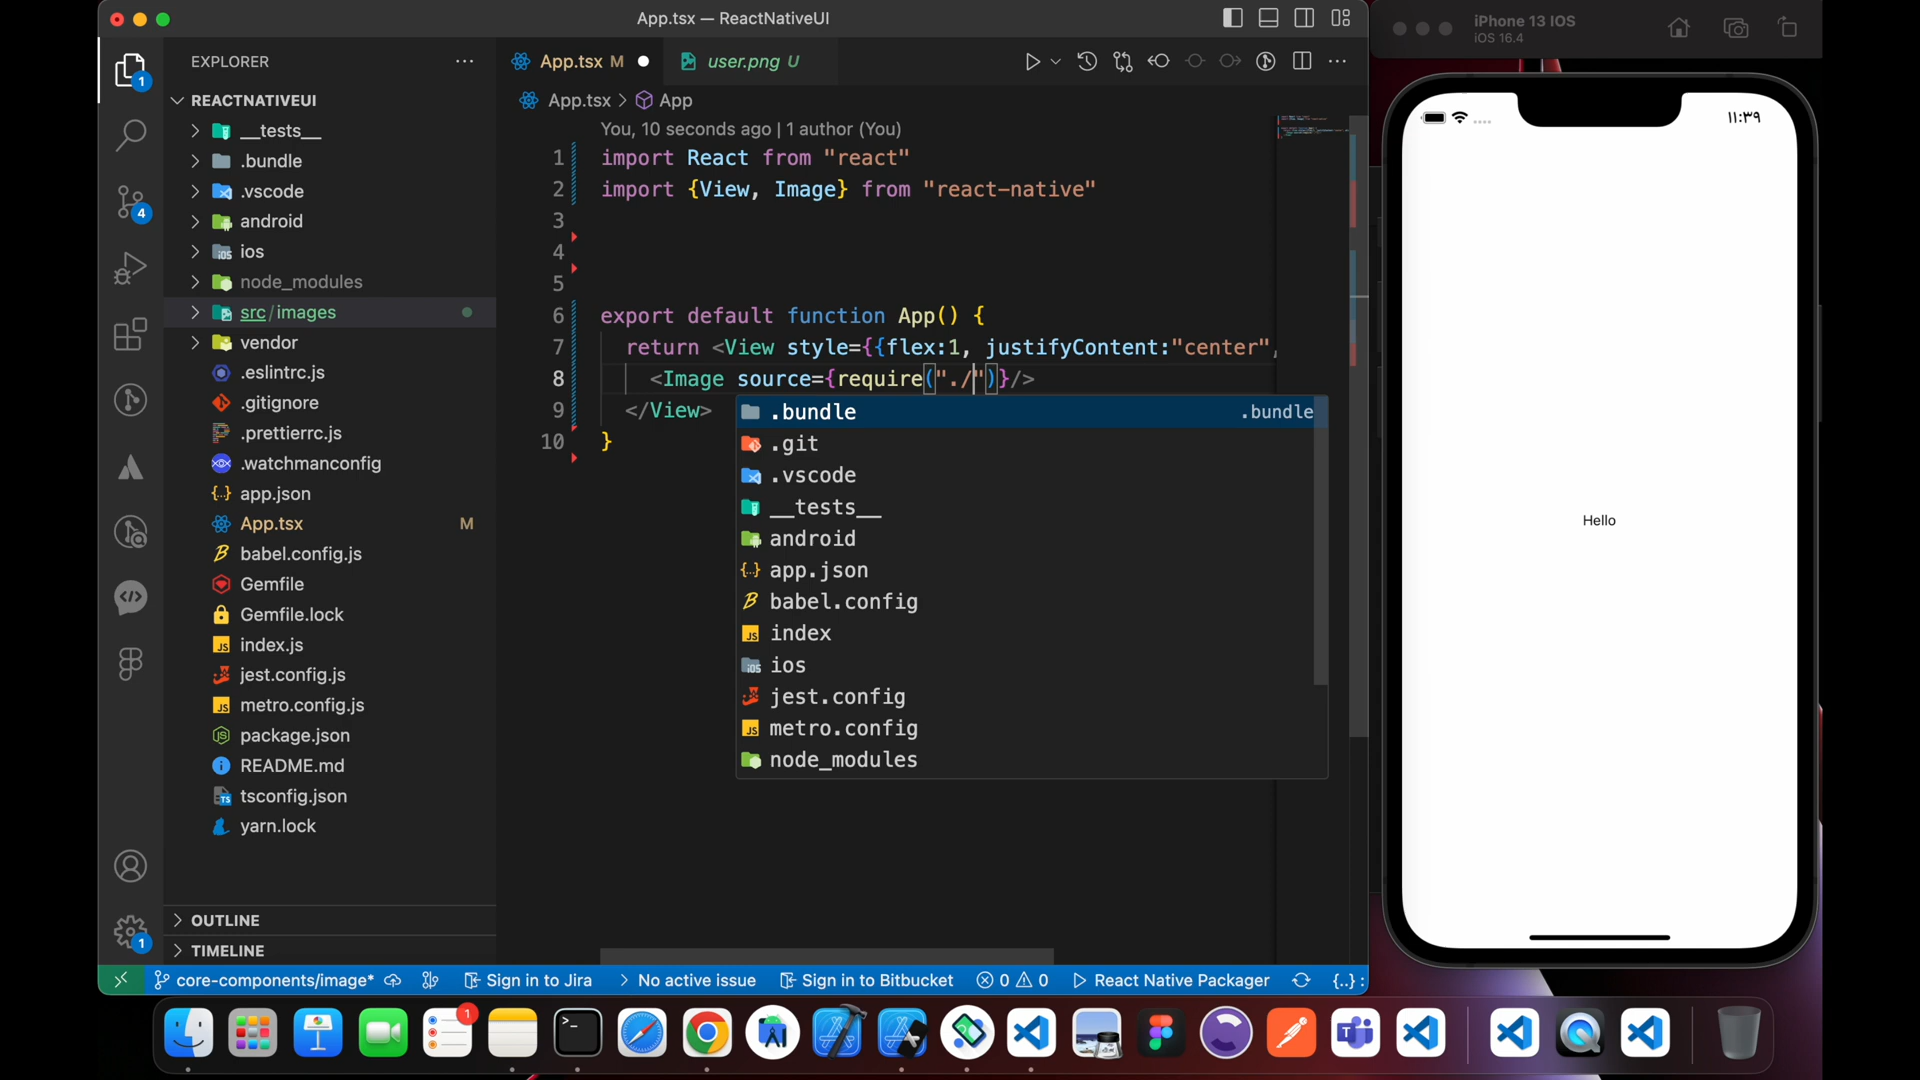 App.tsx — ReactNativeUI
EXPLORER
REACTNATIVEUI
__tests__
.bundle
.vscode
android
ios
node_modules
src/images
vendor
.eslintrc.js
.gitignore
.prettierrc.js
.watchmanconfig
app.json
App.tsx M
babel.config.js
Gemfile
Gemfile.lock
index.js
jest.config.js
metro.config.js
package.json
README.md
tsconfig.json
yarn.lock
OUTLINE
TIMELINE
1
4
1
App.tsx M
user.png U
App.tsx > App
You, 10 seconds ago | 1 author (You)
1 import React from "react"
2 import {View, Image} from "react-native"
3
4
5
6 export default function App() {
7 return <View style={{flex:1, justifyContent:"center",
8 <Image source={require("./")}/>
9 </View>
10 }
.bundle .bundle
.git
.vscode
__tests__
android
app.json
babel.config
index
ios
jest.config
metro.config
node_modules
core-components/image* Sign in to Jira No active issue Sign in to Bitbucket 0 0 React Native Packager {..} :
iPhone 13 IOS
iOS 16.4
١١:٣٩
Hello
1